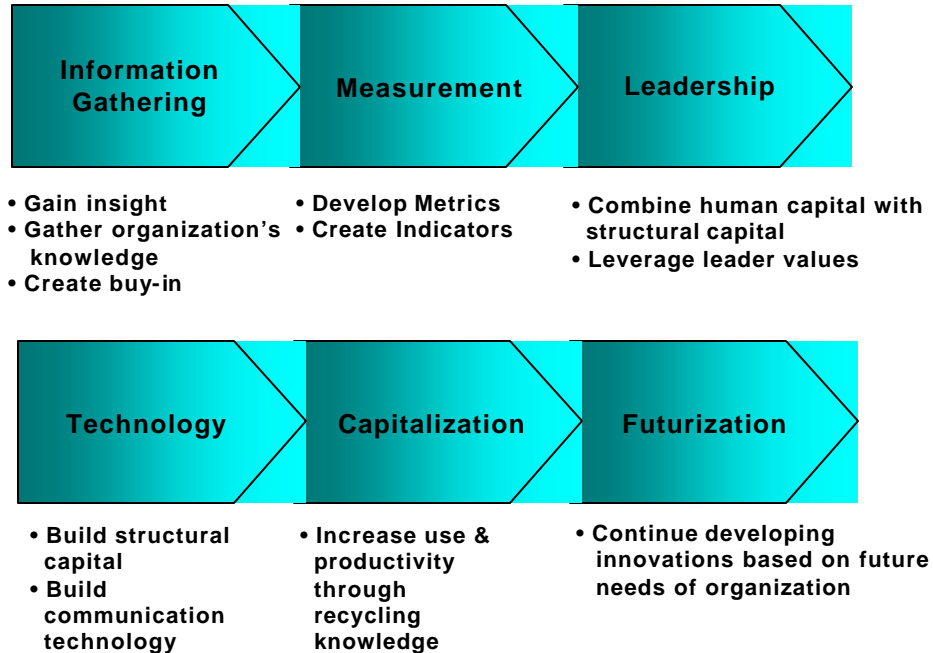 Information
Gathering
Measurement
Leadership
• Gain insight
• Gather organization's
knowledge
• Create buy-in
• Develop Metrics
• Create Indicators
• Combine human capital with
structural capital
• Leverage leader values
Technology
Capitalization
Futurization
• Build structural
capital
• Build
communication
technology
• Increase use &
productivity
through
recycling
knowledge
• Continue developing
innovations based on future
needs of organization